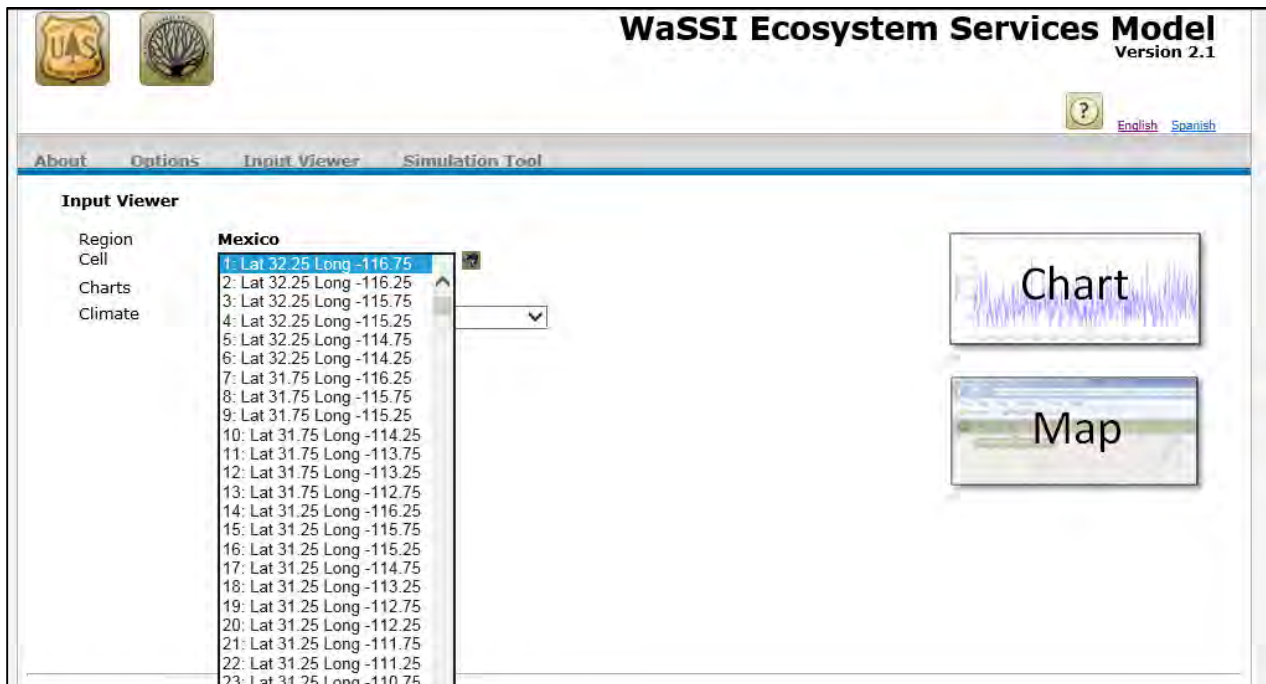 UAS
WaSSI Ecosystem Services Model
Version 2.1
?
English Spanish
About Options Input Viewer Simulation Tool
Input Viewer
Region Mexico
Cell
Charts
Climate
1: Lat 32.25 Long -116.75
2: Lat 32.25 Long -116.25
3: Lat 32.25 Long -115.75
4: Lat 32.25 Long -115.25
5: Lat 32.25 Long -114.75
6: Lat 32.25 Long -114.25
7: Lat 31.75 Long -116.25
8: Lat 31.75 Long -115.75
9: Lat 31.75 Long -115.25
10: Lat 31.75 Long -114.25
11: Lat 31.75 Long -113.75
12: Lat 31.75 Long -113.25
13: Lat 31.75 Long -112.75
14: Lat 31.25 Long -116.25
15: Lat 31.25 Long -115.75
16: Lat 31.25 Long -115.25
17: Lat 31.25 Long -114.75
18: Lat 31.25 Long -113.25
19: Lat 31.25 Long -112.75
20: Lat 31.25 Long -112.25
21: Lat 31.25 Long -111.75
22: Lat 31.25 Long -111.25
23: Lat 31.25 Long -110.75
Chart
Map